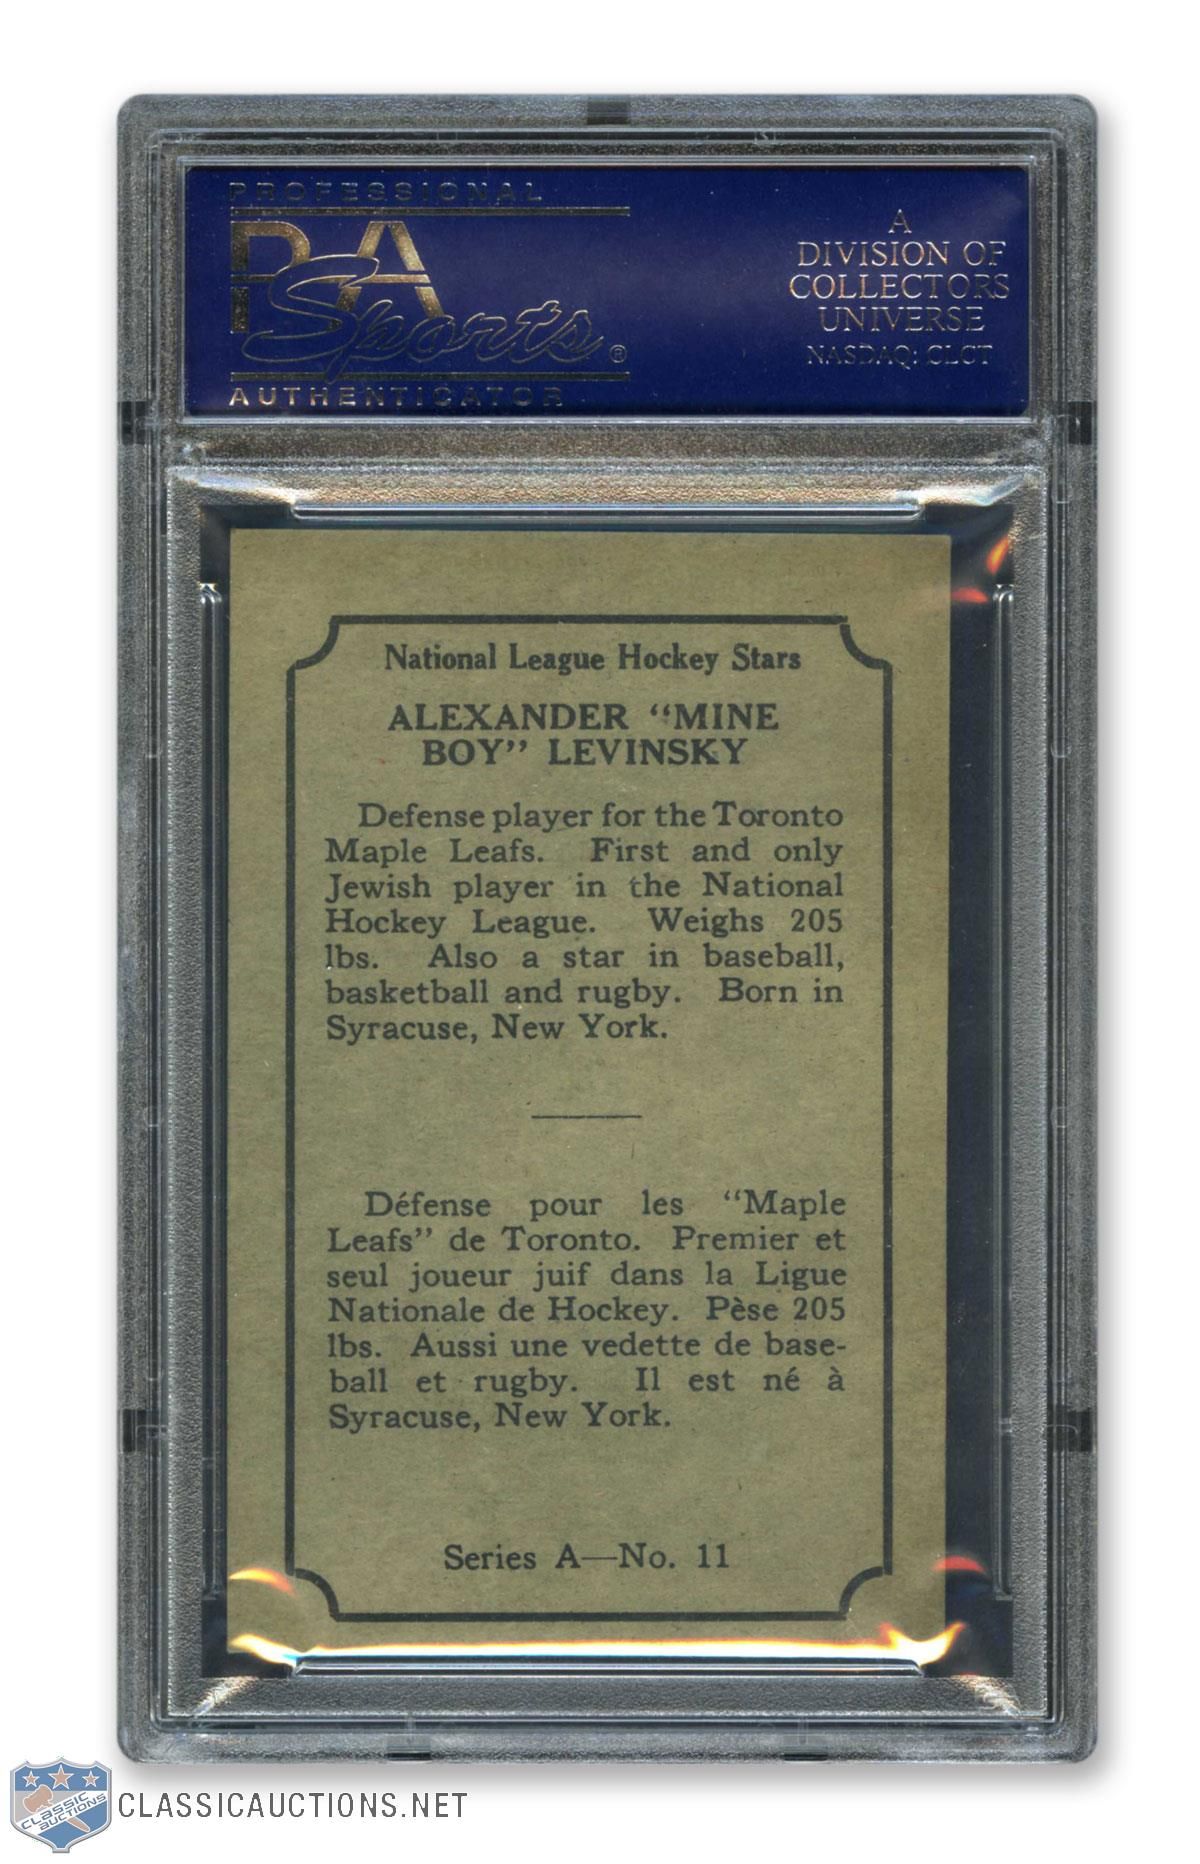 PROFESSIONAL
PSA
Sports®
AUTHENTICATOR
A
DIVISION OF
COLLECTORS
UNIVERSE
NASDAQ: CLCT
National League Hockey Stars
ALEXANDER "MINE
BOY" LEVINSKY
Defense player for the Toronto
Maple Leafs. First and only
Jewish player in the National
Hockey League. Weighs 205
lbs. Also a star in baseball,
basketball and rugby. Born in
Syracuse, New York.
Défense pour les "Maple
Leafs" de Toronto. Premier et
seul joueur juif dans la Ligue
Nationale de Hockey. Pèse 205
lbs. Aussi une vedette de base-
ball et rugby. Il est né à
Syracuse, New York.
Series A—No. 11
CLASSIC
AUCTIONS
CLASSICAUCTIONS.NET